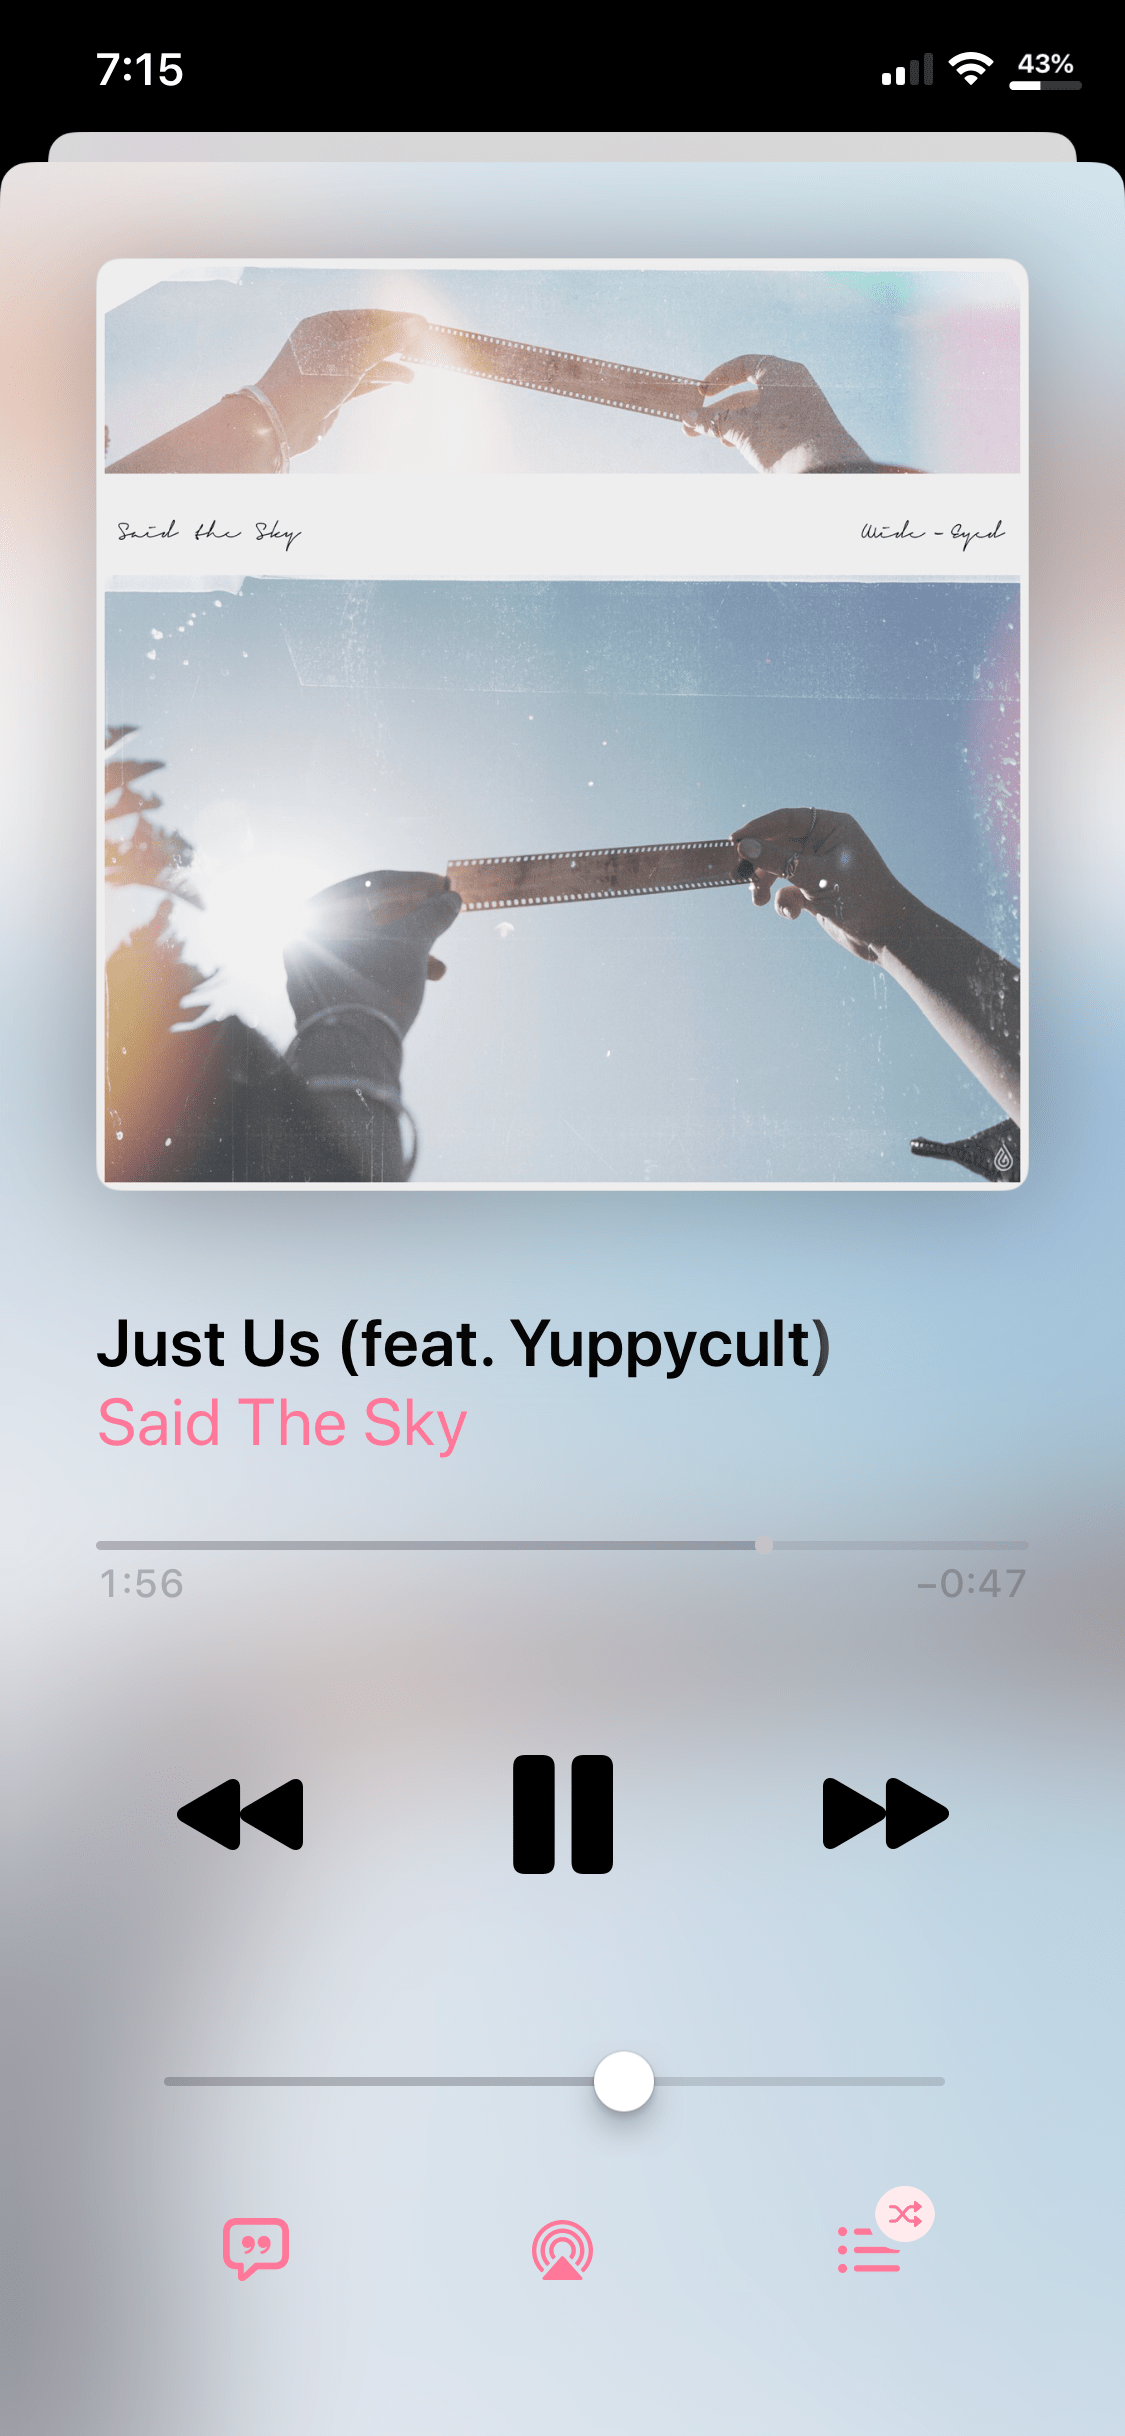 7:15
43%
Said the Sky
Wide - Eyed
Just Us (feat. Yuppycult)
Said The Sky
1:56
-0:47